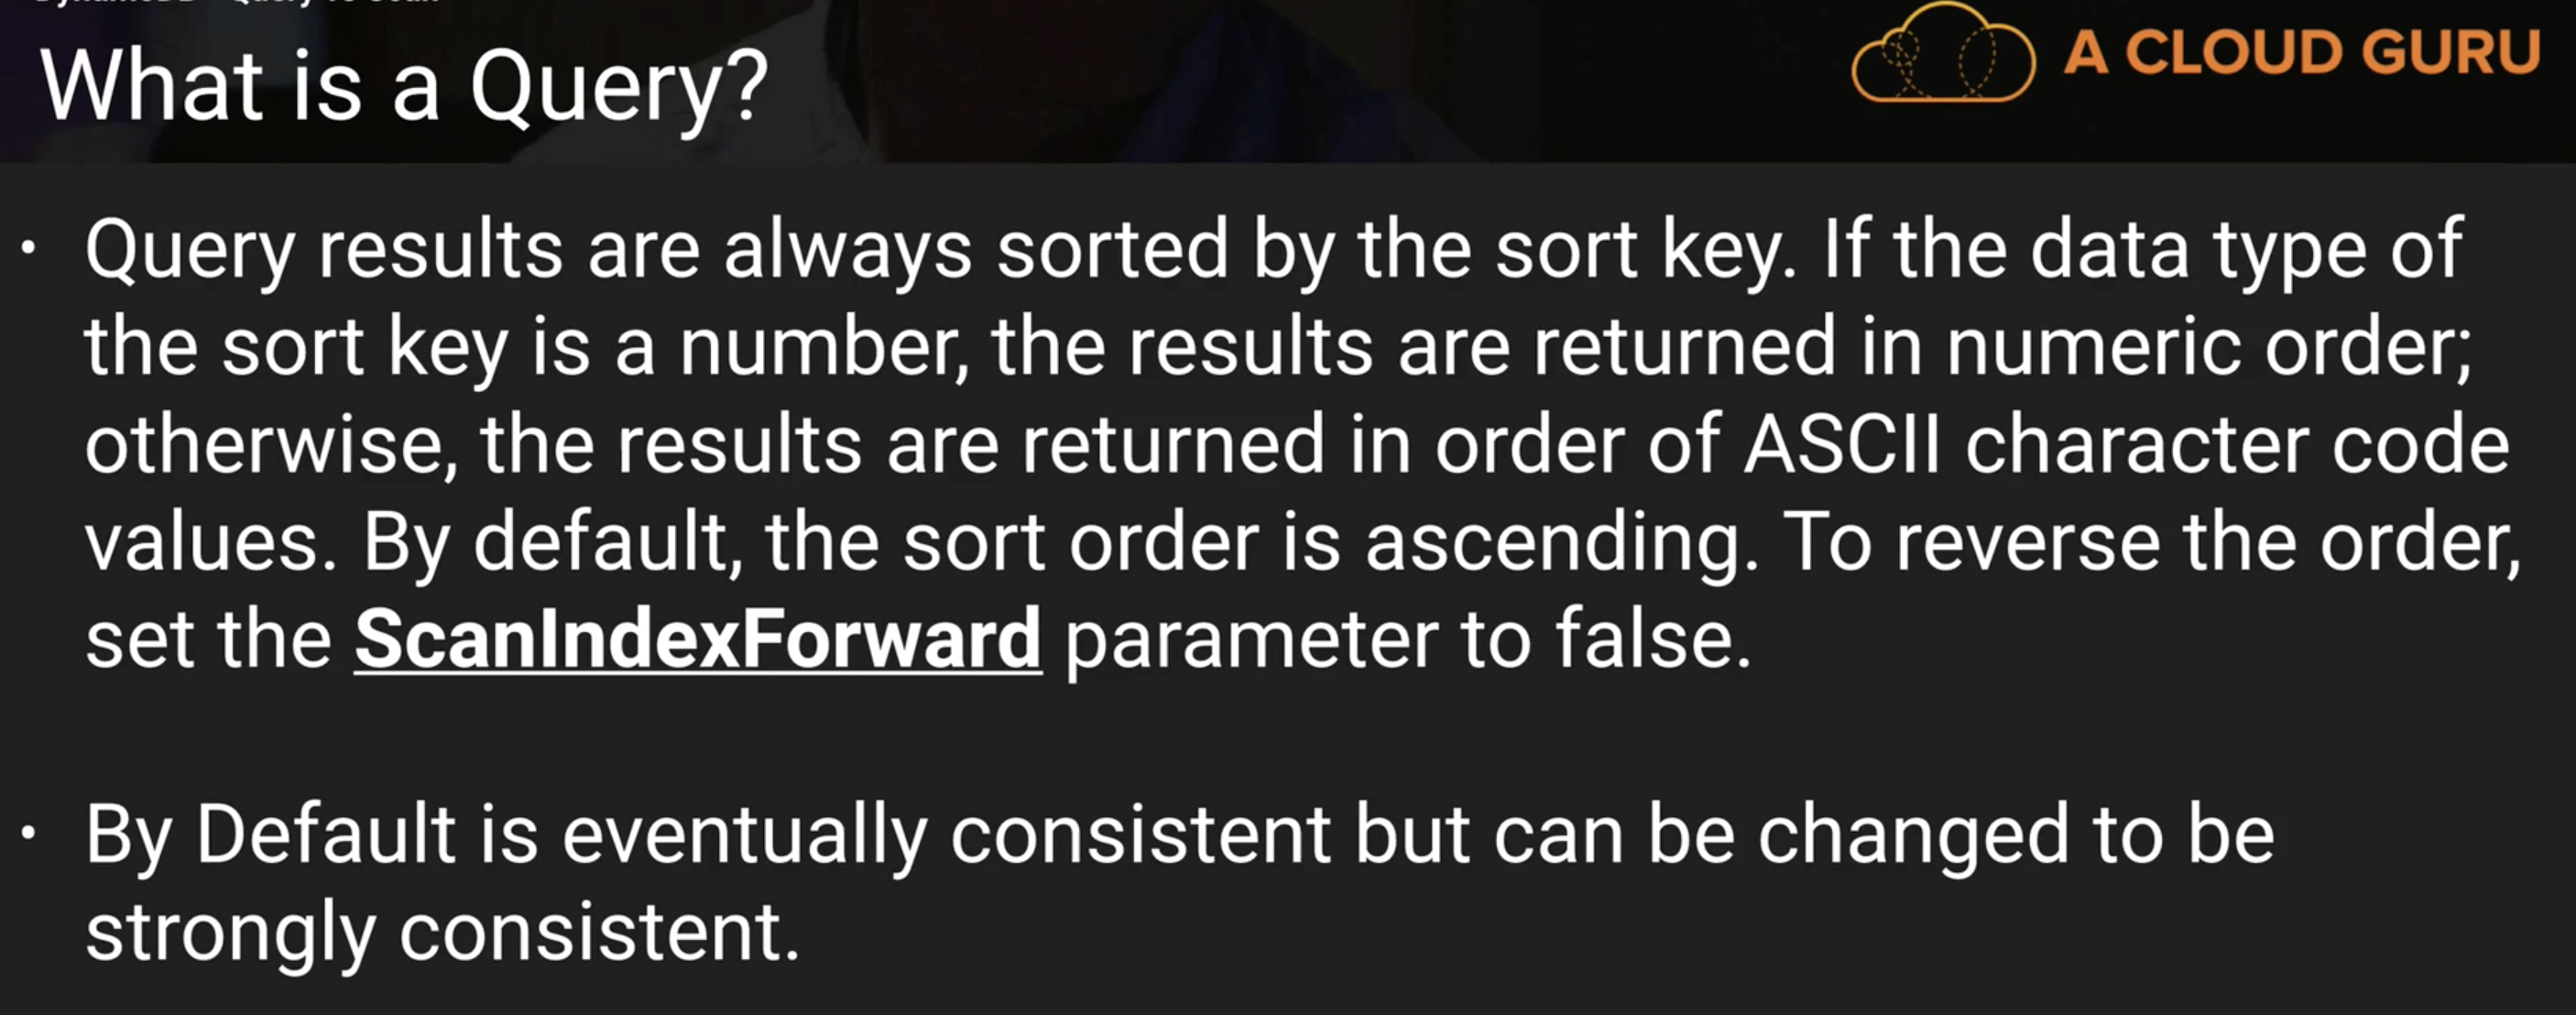 What is a Query?
A CLOUD GURU
• Query results are always sorted by the sort key. If the data type of
the sort key is a number, the results are returned in numeric order;
otherwise, the results are returned in order of ASCII character code
values. By default, the sort order is ascending. To reverse the order,
set the ScanIndexForward parameter to false.
• By Default is eventually consistent but can be changed to be
strongly consistent.